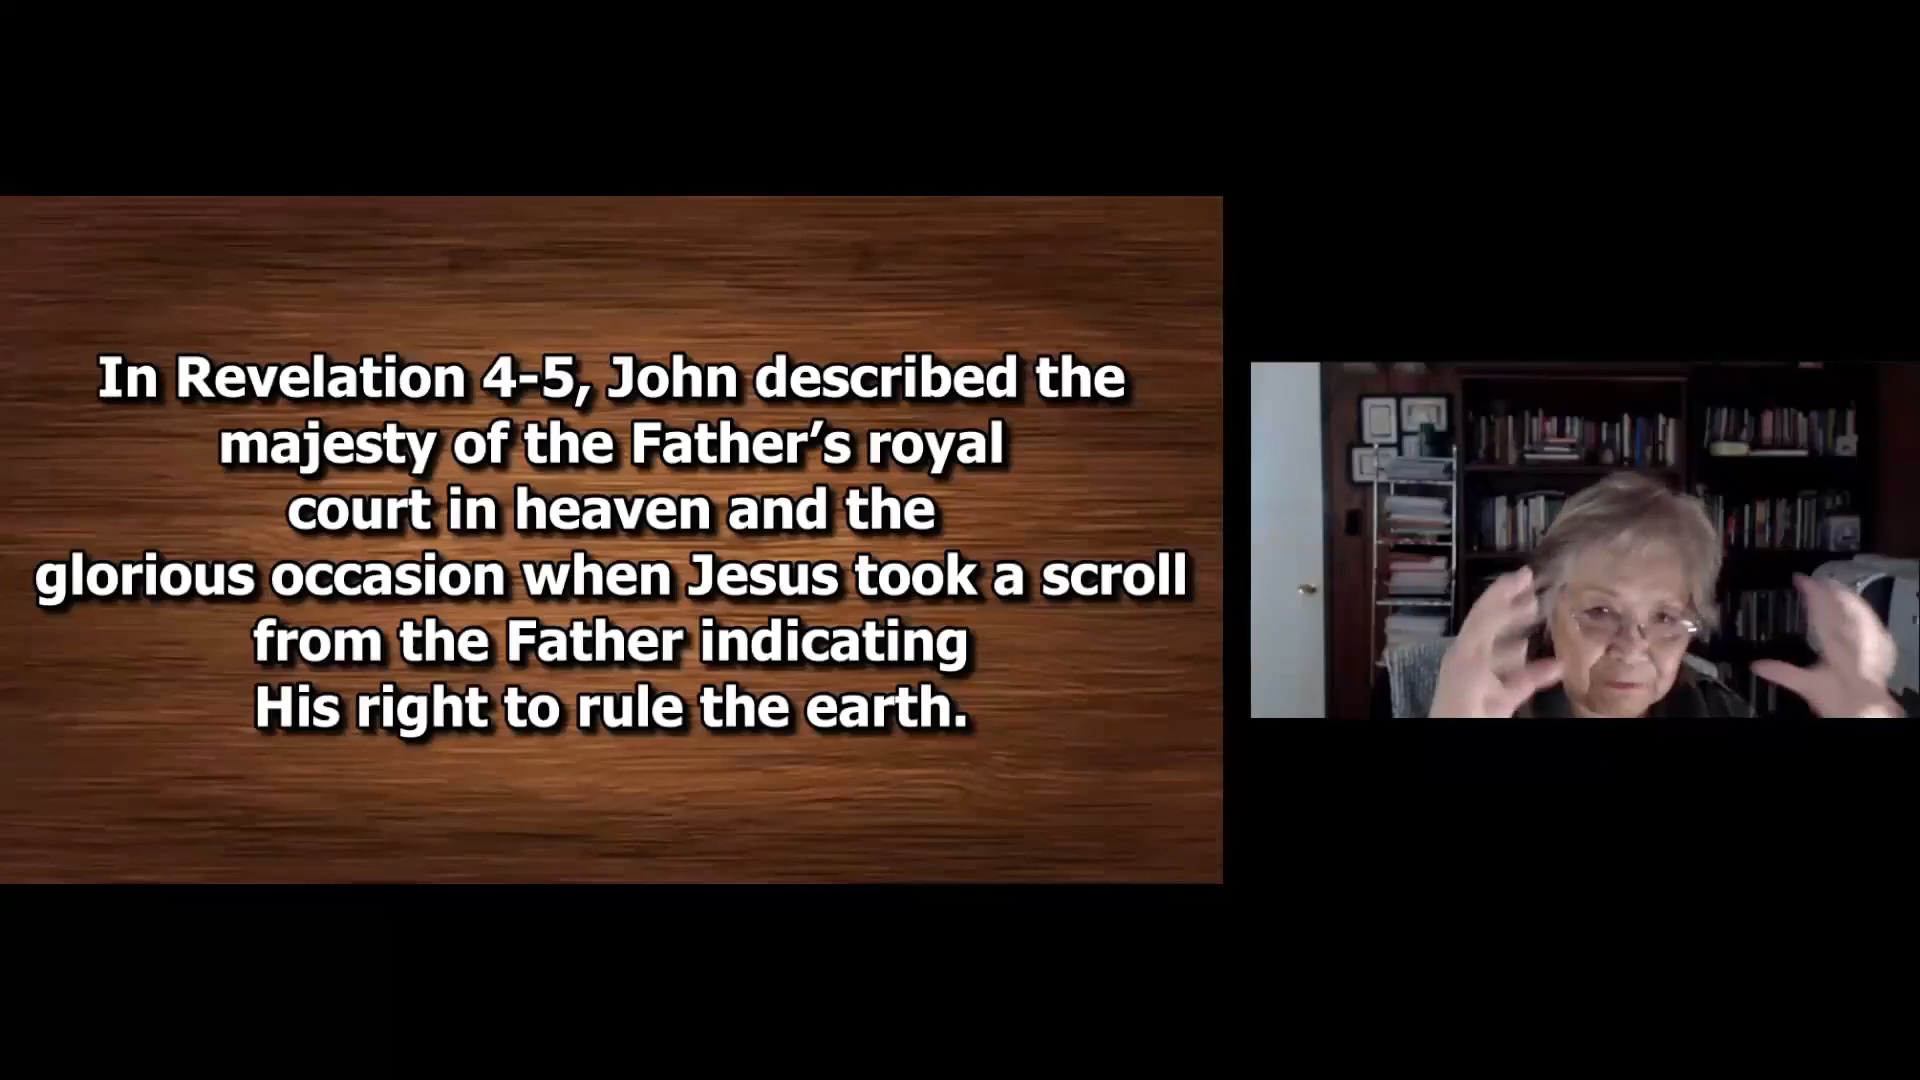 In Revelation 4-5, John described the
majesty of the Father’s royal
court in heaven and the
glorious occasion when Jesus took a scroll
from the Father indicating
His right to rule the earth.